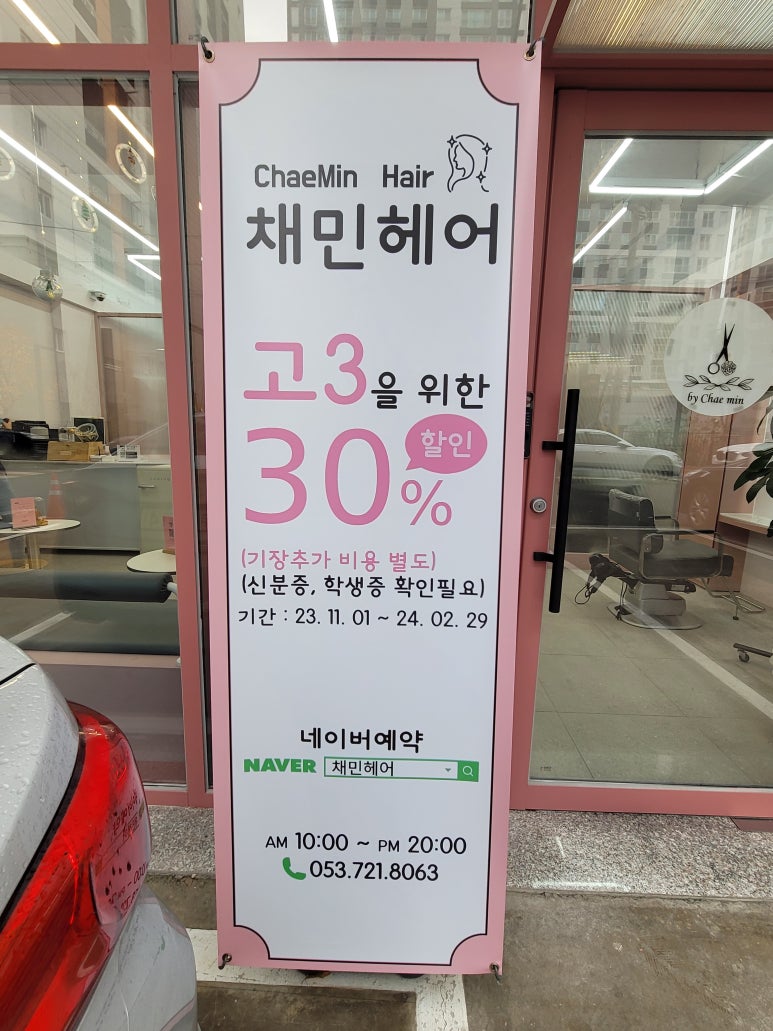 ChaeMin Hair
채민헤어
고3을 위한
30% 할인
(기장추가 비용 별도)
(신분증, 학생증 확인필요)
기간 : 23. 11. 01 ~ 24. 02. 29
네이버예약
NAVER 채민헤어
AM 10:00 ~ PM 20:00
053.721.8063
by Chae min